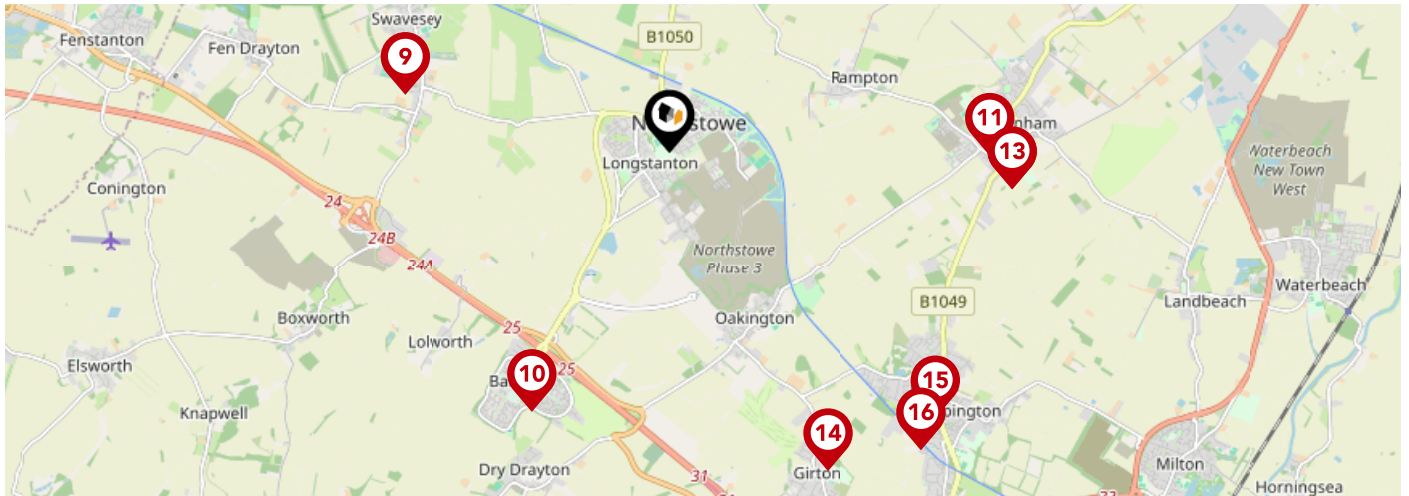 Swavesey
Fenstanton
Fen Drayton
9
B1050
Rampton
11
13
Longstanton
Naterbeach
New Town
West
Conington
24
24B
24A
Northstowe
Phase 3
Waterbeach
B1049
Landbeach
Boxworth
Oakington
25
Lolworth
Elsworth
25
10
15
16
Knapwell
14
Milton
Dry Drayton
Girton
31
Horningsea